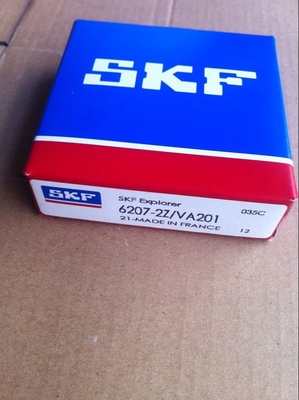 SKF
SKF
SKF Explorer
6207-2Z/VA201
035C
21-MADE IN FRANCE
12